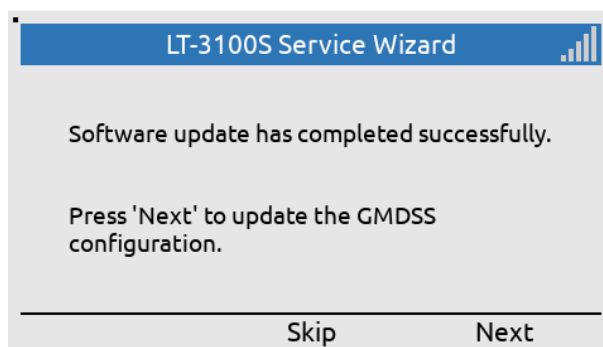 LT-3100S Service Wizard
Software update has completed successfully.
Press 'Next' to update the GMDSS
configuration.
Skip Next